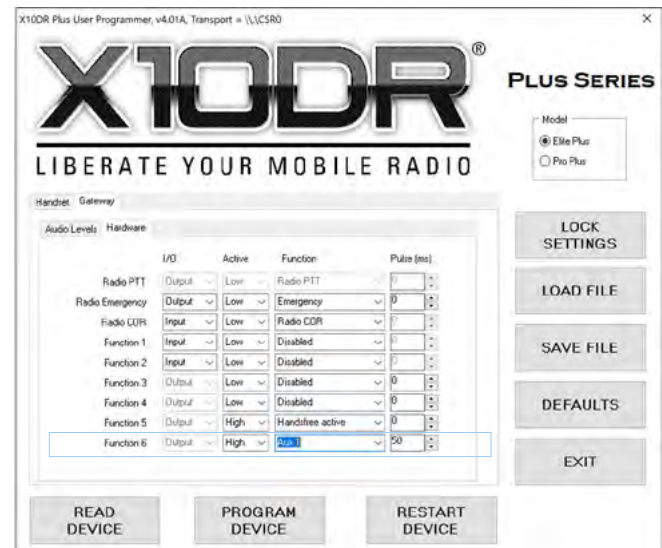 X10DR Plus User Programmer, v4.01A, Transport = \\.\CSR0
X10DR®
PLUS SERIES
LIBERATE YOUR MOBILE RADIO
Model
Elite Plus
Pro Plus
Handset Gateway
Audio Levels Hardware
I/O Active Function Pulse (ms)
Radio PTT Output Low Radio PTT 0
Radio Emergency Output Low Emergency 0
Radio COR Input Low Radio COR 0
Function 1 Input Low Disabled 0
Function 2 Input Low Disabled 0
Function 3 Output Low Disabled 0
Function 4 Output Low Disabled 0
Function 5 Output High Handsfree active 0
Function 6 Output High Aux 1 50
LOCK
SETTINGS
LOAD FILE
SAVE FILE
DEFAULTS
EXIT
READ
DEVICE
PROGRAM
DEVICE
RESTART
DEVICE